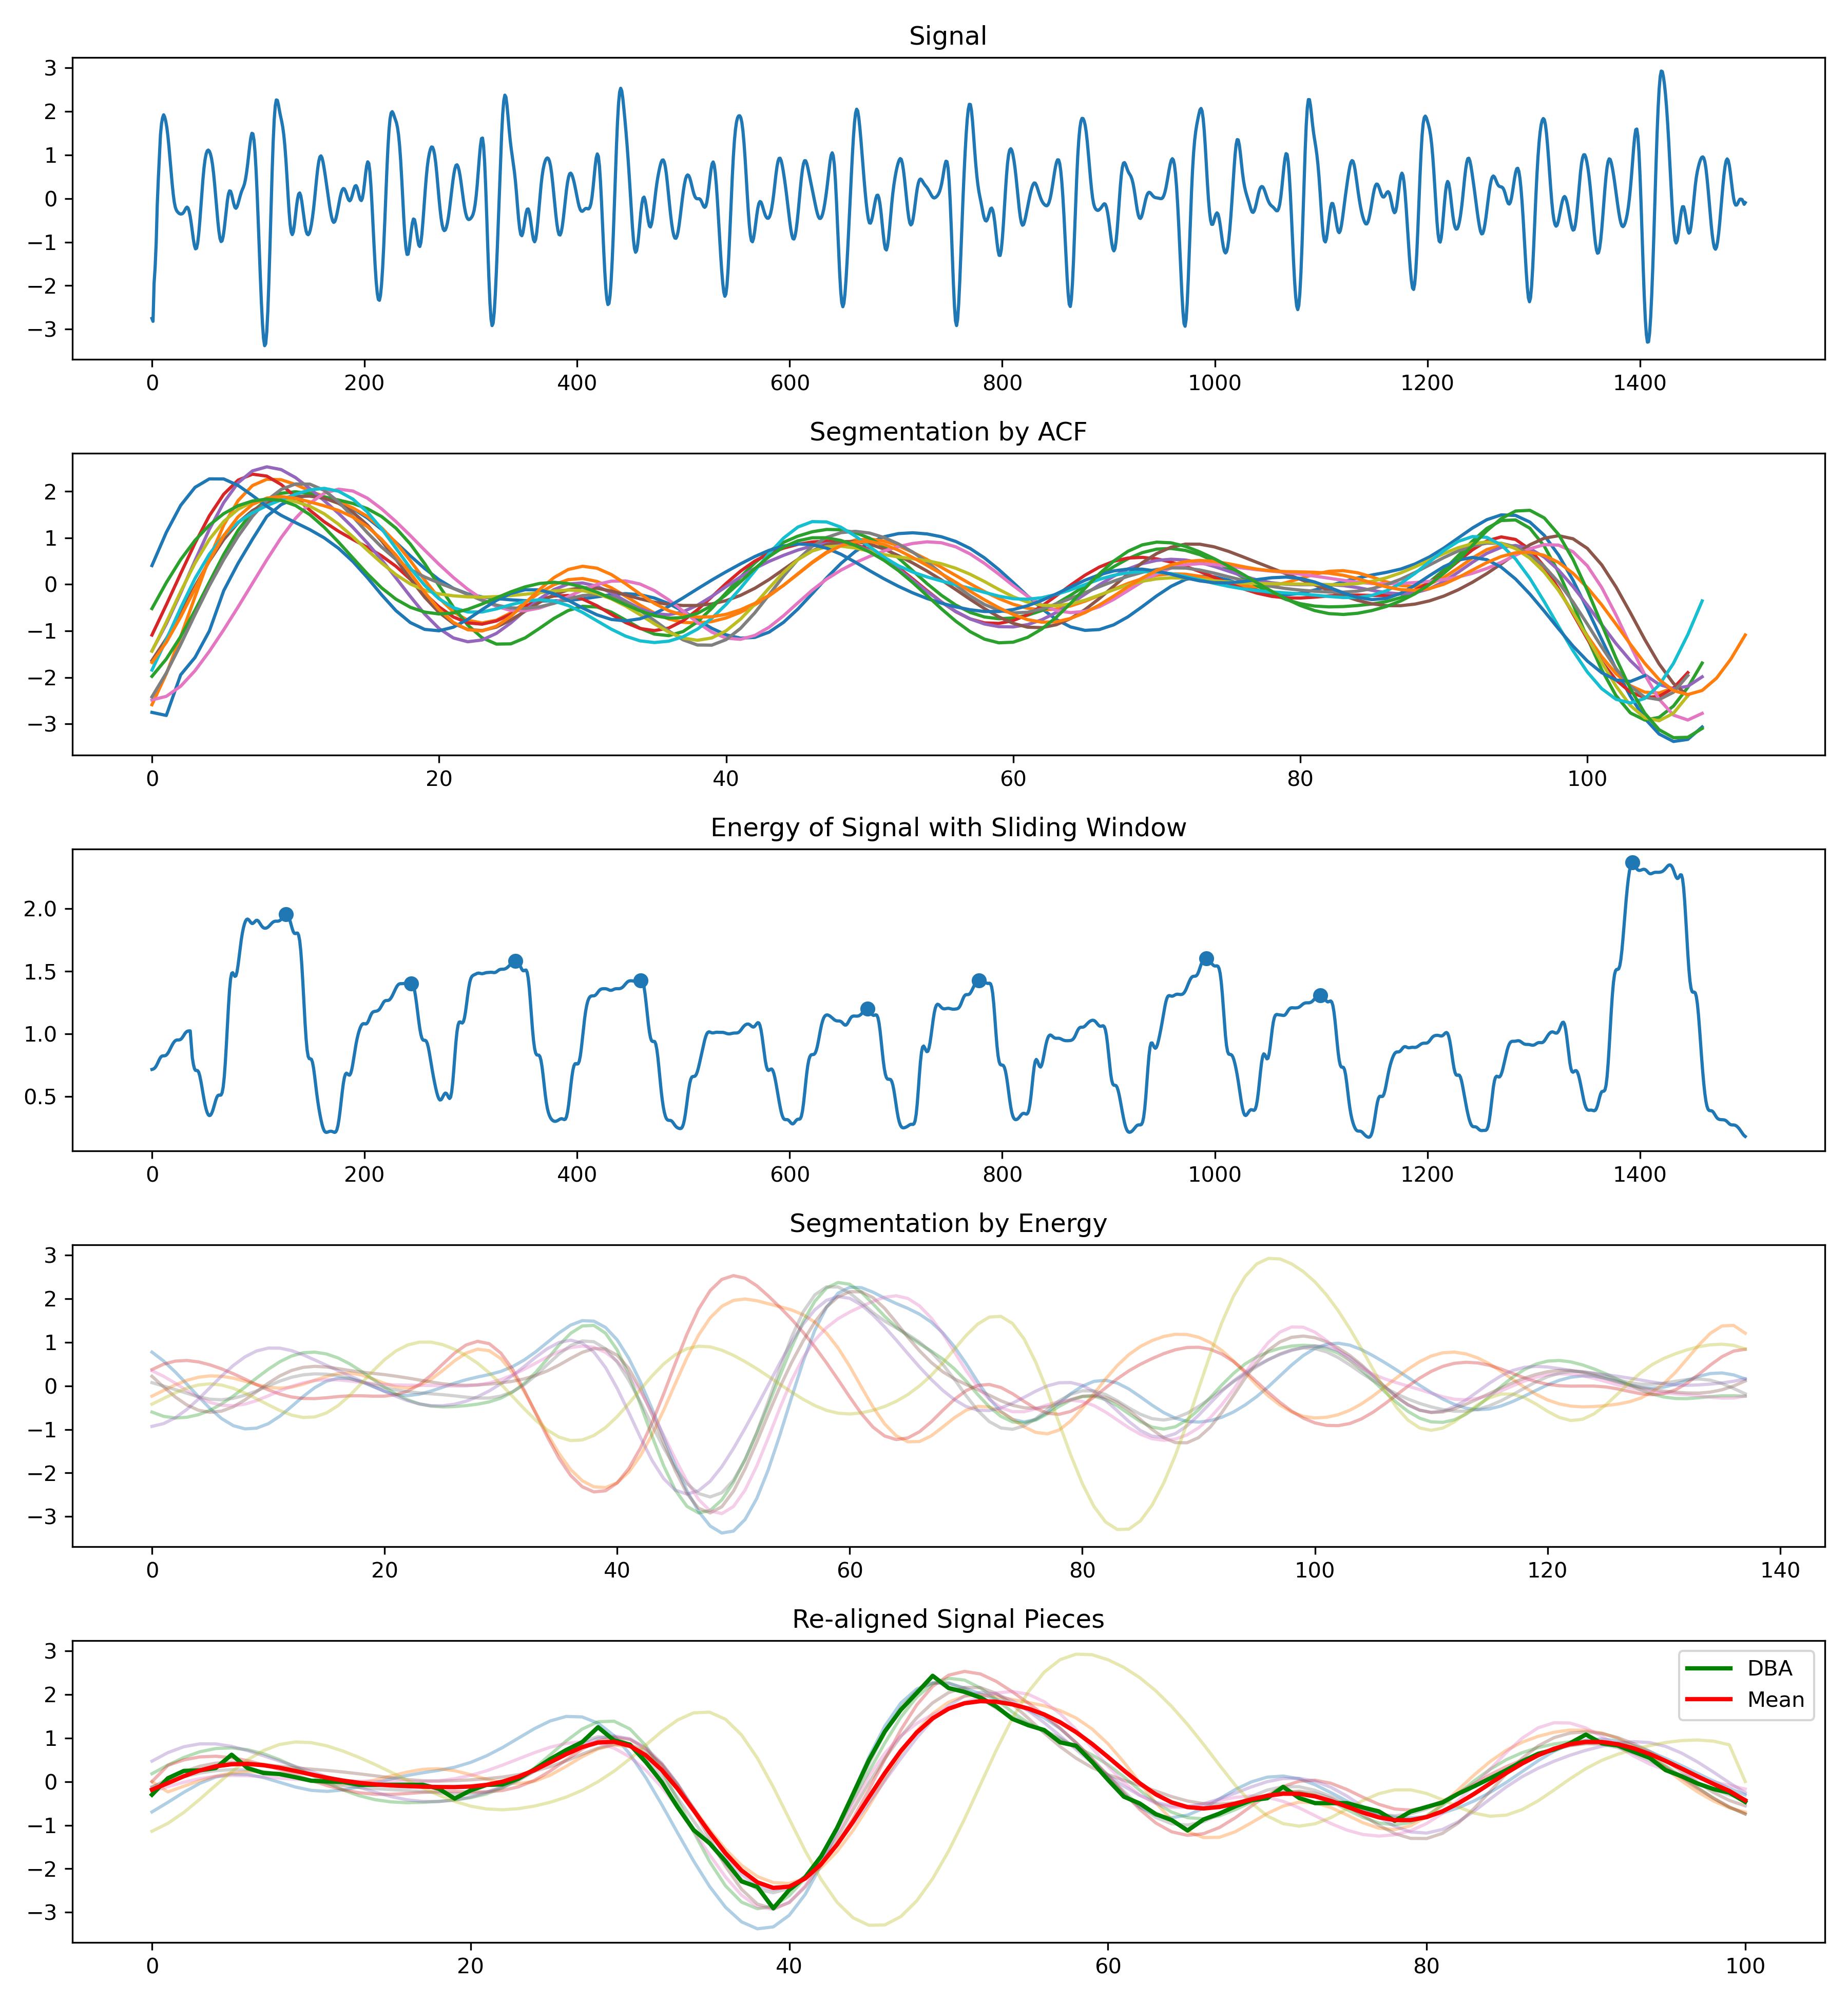 Signal
3
2
1
0
−1
−2
−3
0 200 400 600 800 1000 1200 1400
Segmentation by ACF
2
1
0
−1
−2
−3
0 20 40 60 80 100
Energy of Signal with Sliding Window
2.0
1.5
1.0
0.5
0 200 400 600 800 1000 1200 1400
Segmentation by Energy
3
2
1
0
−1
−2
−3
0 20 40 60 80 100 120 140
Re-aligned Signal Pieces
3
2
1
0
−1
−2
−3
DBA
Mean
0 20 40 60 80 100